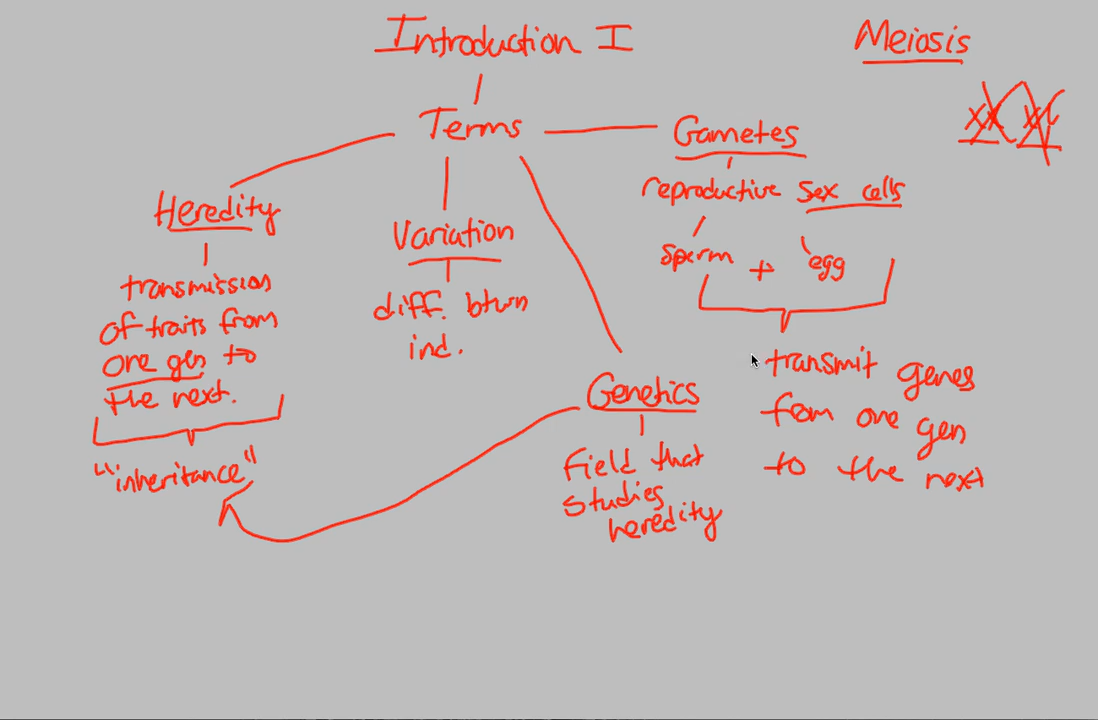 Introduction I
Meiosis
Terms
Gametes
reproductive sex cells
sperm + egg
transmit genes
from one gen
to the next
Heredity
transmission
of traits from
one gen to
the next.
"inheritance"
Variation
diff. btwn
ind.
Genetics
Field that
studies
heredity